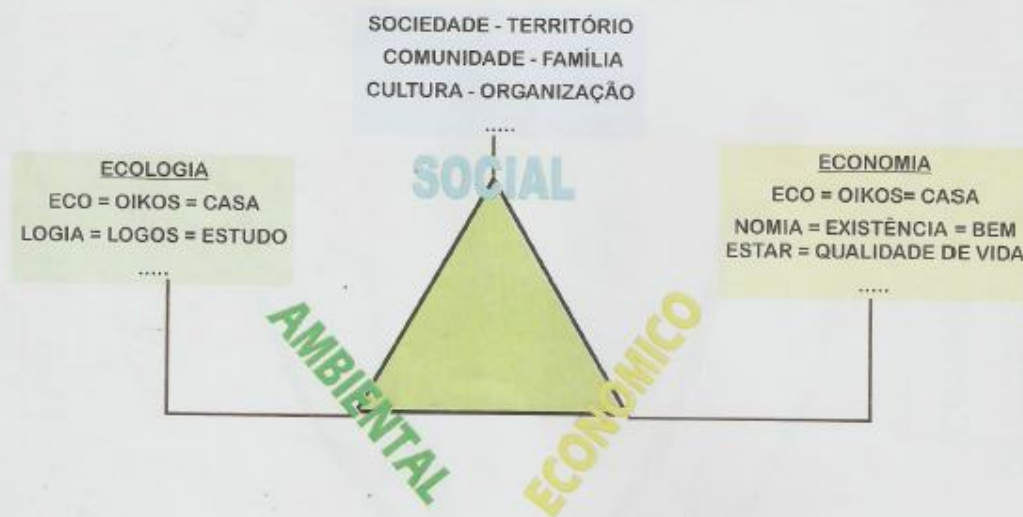 SOCIEDADE - TERRITÓRIO
COMUNIDADE - FAMÍLIA
CULTURA - ORGANIZAÇÃO
.....
SOCIAL
ECOLOGIA
ECO = OIKOS = CASA
LOGIA = LOGOS = ESTUDO
.....
ECONOMIA
ECO = OIKOS= CASA
NOMIA = EXISTÊNCIA = BEM
ESTAR = QUALIDADE DE VIDA
.....
AMBIENTAL
ECONOMICO